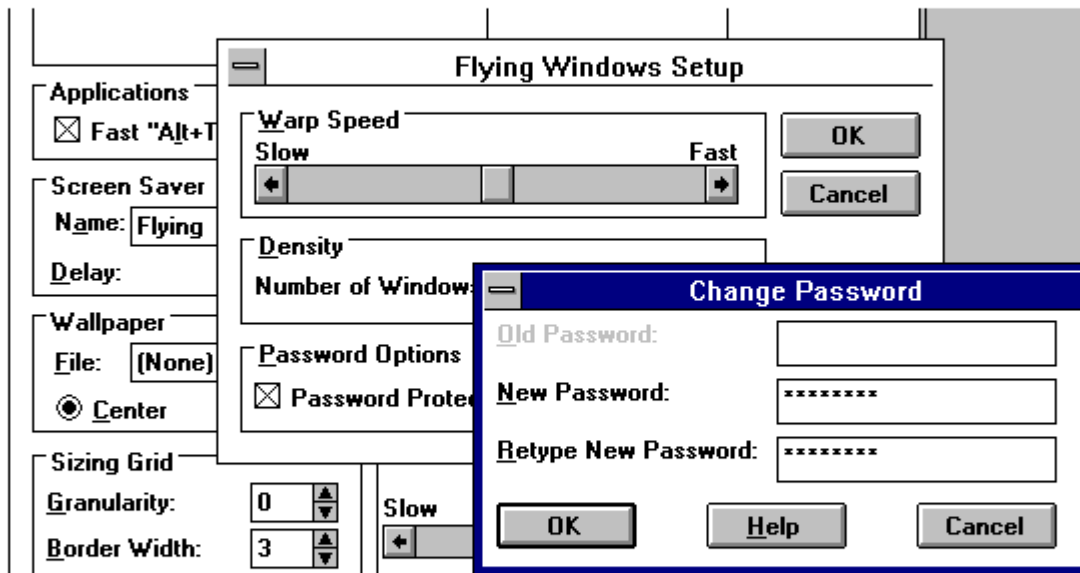 Applications
Fast "Alt+T
Screen Saver
Name: Flying
Delay:
Wallpaper
File: (None)
Center
Sizing Grid
Granularity: 0
Border Width: 3
Slow
Flying Windows Setup
Warp Speed
Slow Fast
OK
Cancel
Density
Number of Windows
Password Options
Password Protec
Change Password
Old Password:
New Password: ********
Retype New Password: ********
OK Help Cancel